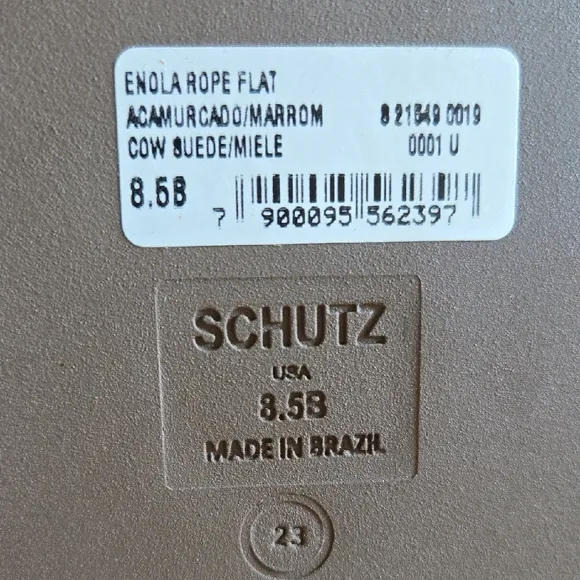 ENOLA ROPE FLAT
ACAMURCADO/MARROM 8 21549 0019
COW SUEDE/MIELE 0001 U
8.5B
7 900095 562397
SCHUTZ
USA
8.5B
MADE IN BRAZIL
23